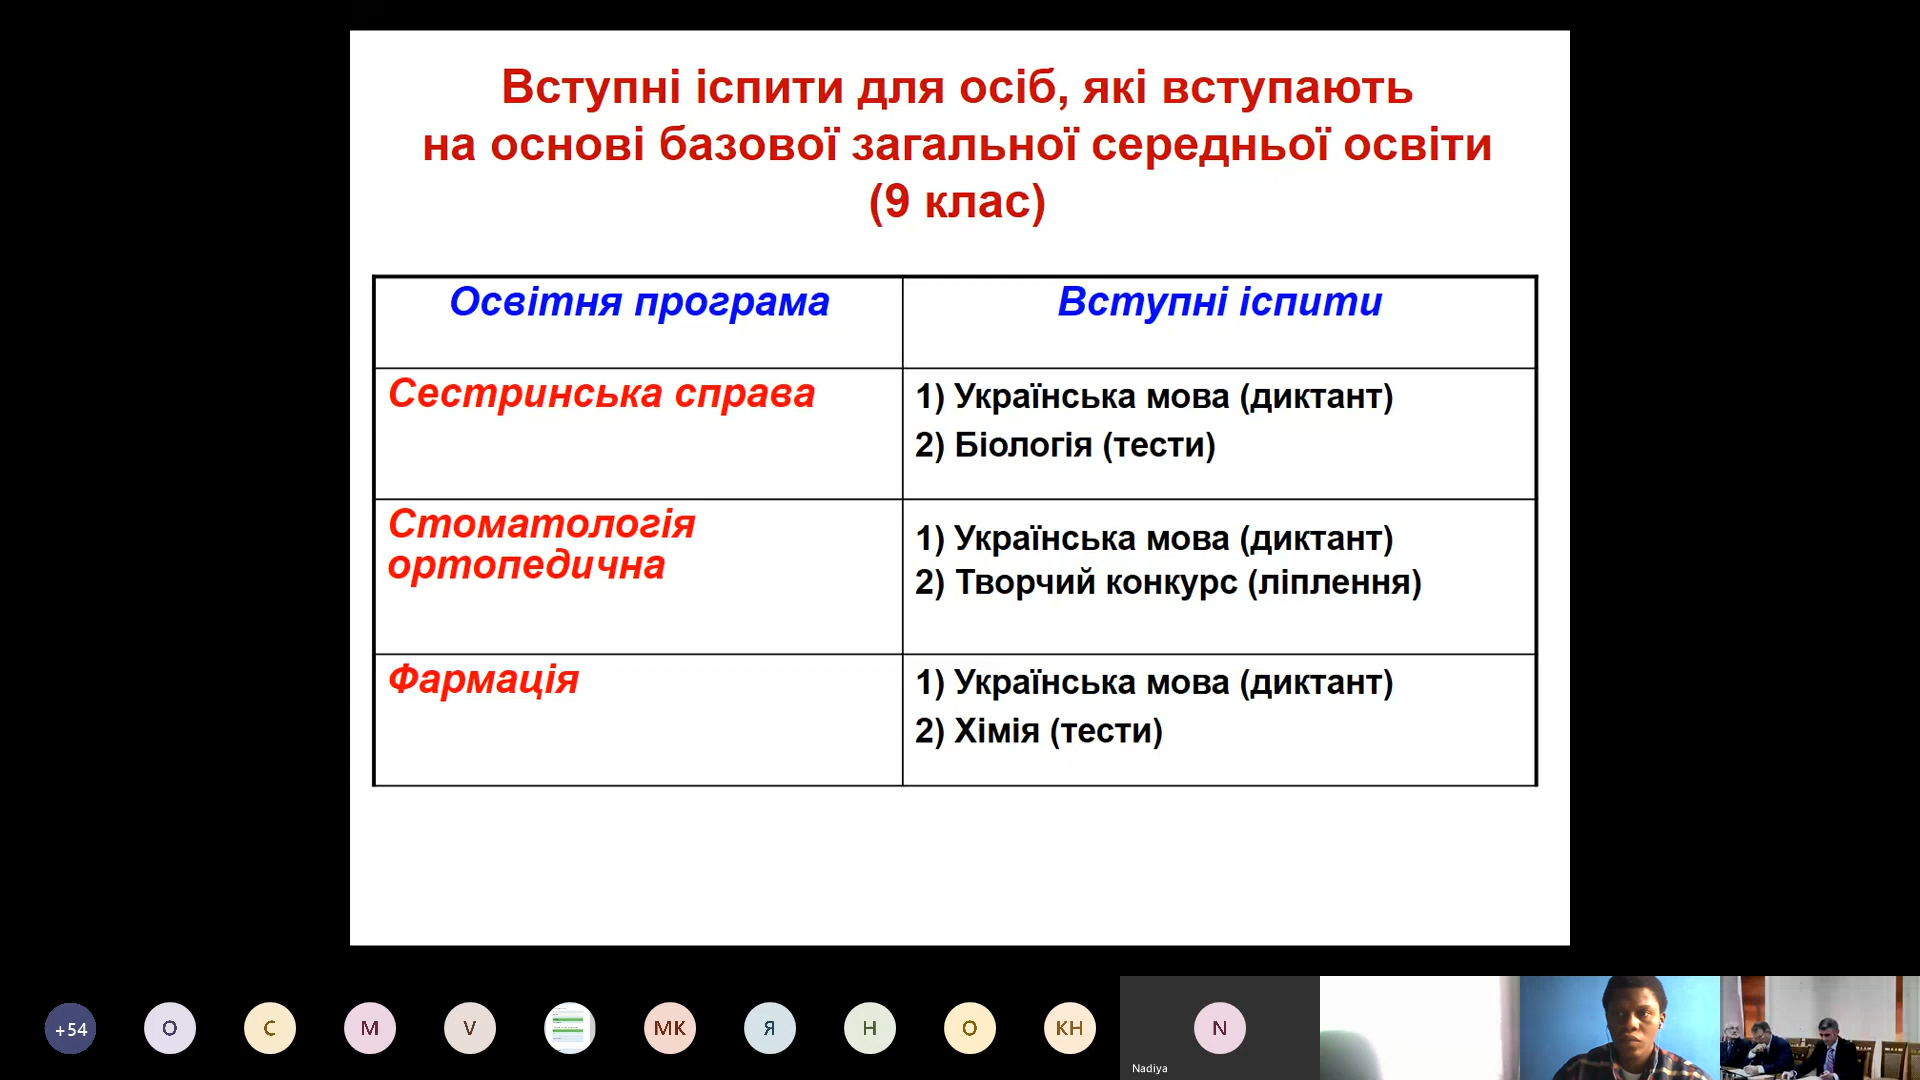 Вступні іспити для осіб, які вступають
на основі базової загальної середньої освіти
(9 клас)
Освітня програма
Вступні іспити
Сестринська справа
1) Українська мова (диктант)
2) Біологія (тести)
Стоматологія
ортопедична
1) Українська мова (диктант)
2) Творчий конкурс (ліплення)
Фармація
1) Українська мова (диктант)
2) Хімія (тести)
+54
О
С
М
V
МК
Я
Н
О
КН
N
Nadiya